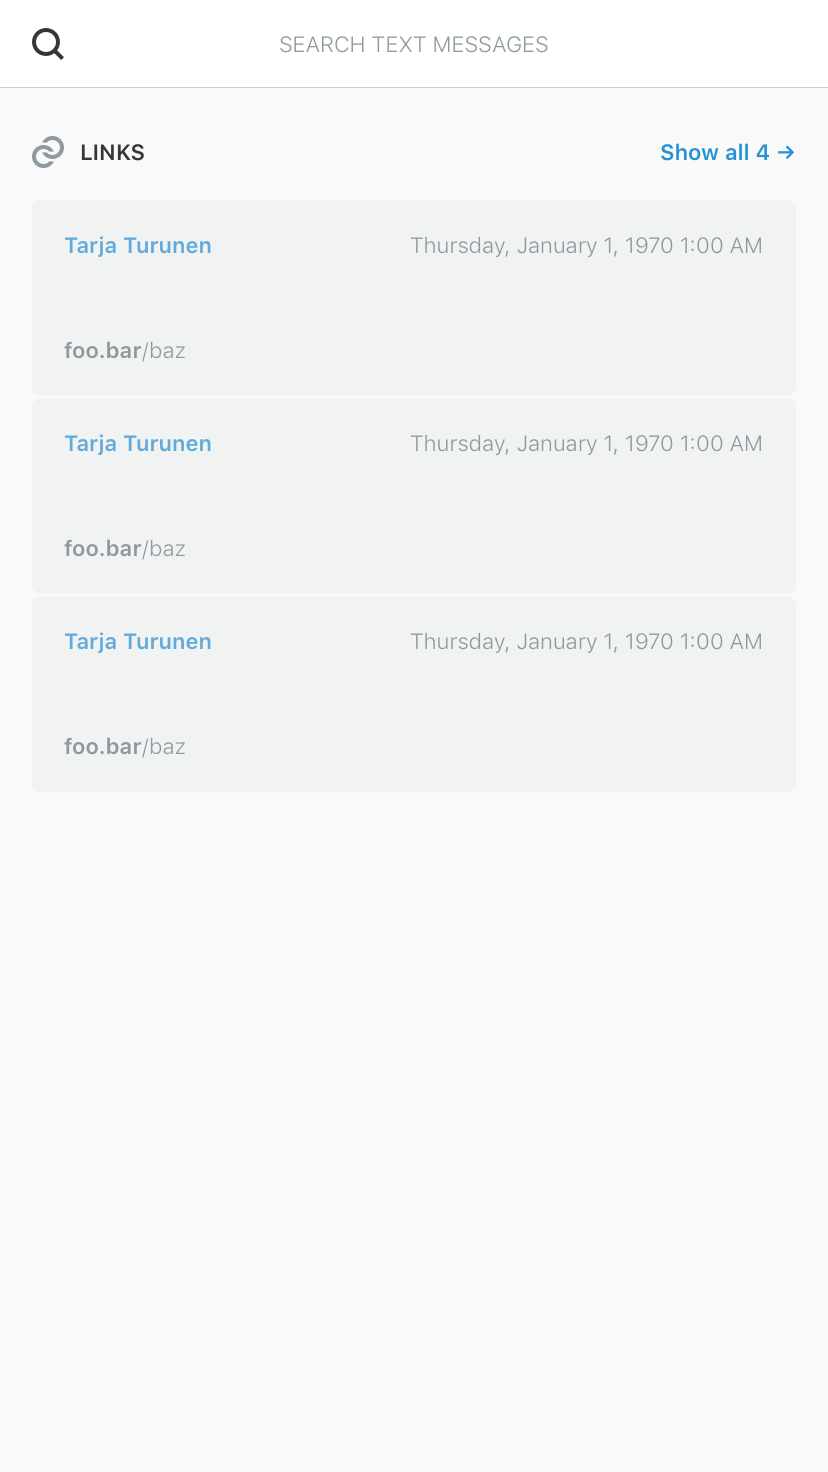 SEARCH TEXT MESSAGES
LINKS
Show all 4 →
Tarja Turunen
Thursday, January 1, 1970 1:00 AM
foo.bar/baz
Tarja Turunen
Thursday, January 1, 1970 1:00 AM
foo.bar/baz
Tarja Turunen
Thursday, January 1, 1970 1:00 AM
foo.bar/baz